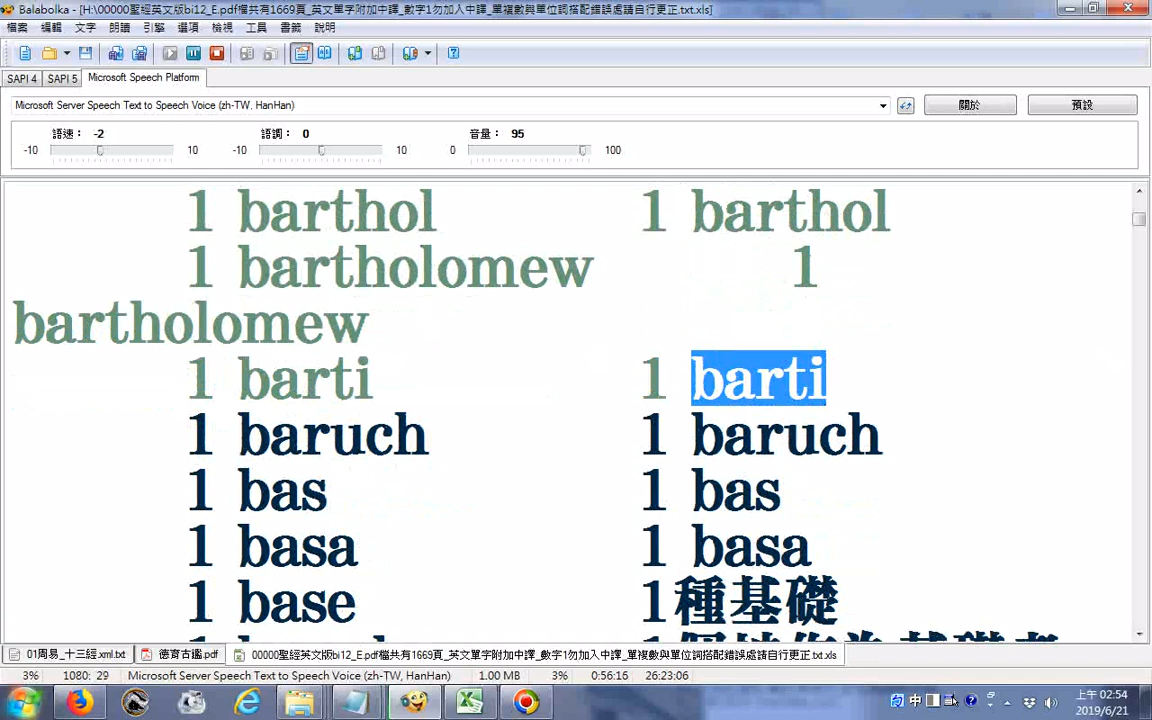 Balabolka - [H:\00000聖經英文版bi12_E.pdf檔共有1669頁_英文單字附加中譯_數字1勿加入中譯_單複數與單位詞搭配錯誤處請自行更正.txt.xls]
檔案 編輯 文字 朗讀 引擎 選項 檢視 工具 書籤 說明
SAPI 4 SAPI 5 Microsoft Speech Platform
Microsoft Server Speech Text to Speech Voice (zh-TW, HanHan) 關於 預設
語速： -2 語調： 0 音量： 95
-10 10 -10 10 0 100
1 barthol 1 barthol
1 bartholomew 1
bartholomew
1 barti 1 barti
1 baruch 1 baruch
1 bas 1 bas
1 basa 1 basa
1 base 1種基礎
01周易_十三經.xml.txt 德育古鑑.pdf 00000聖經英文版bi12_E.pdf檔共有1669頁_英文單字附加中譯_數字1勿加入中譯_單複數與單位詞搭配錯誤處請自行更正.txt.xls
3% 1080: 29 Microsoft Server Speech Text to Speech Voice (zh-TW, HanHan) 1.00 MB 3% 0:56:16 26:23:06
中 上午 02:54
2019/6/21